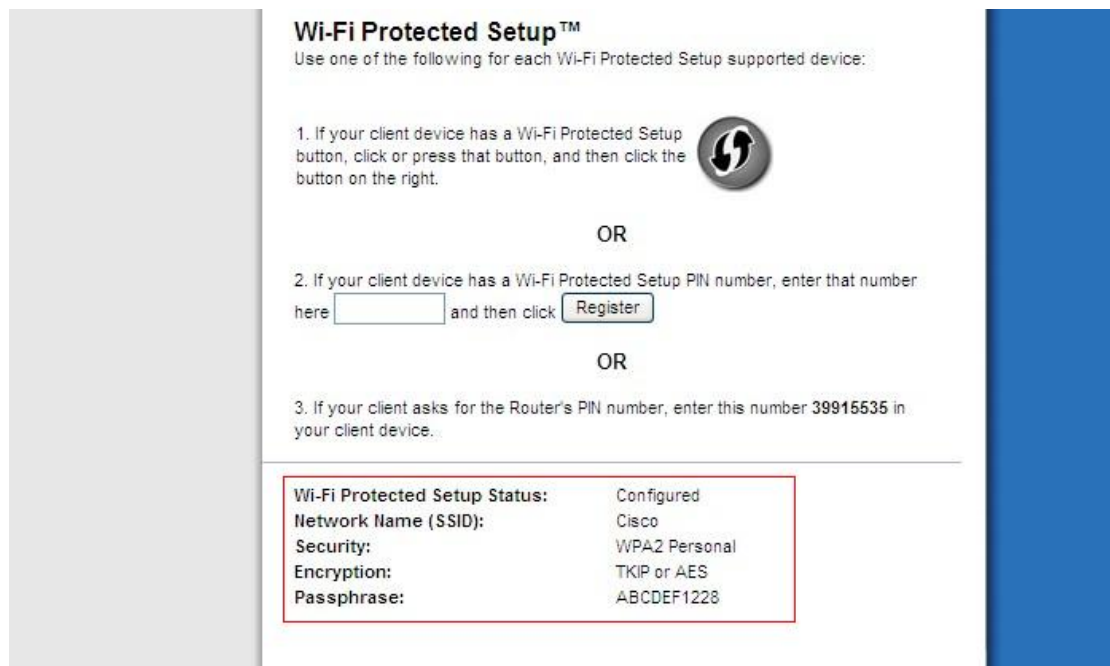 Wi-Fi Protected Setup™
Use one of the following for each Wi-Fi Protected Setup supported device:
1. If your client device has a Wi-Fi Protected Setup
button, click or press that button, and then click the
button on the right.
OR
2. If your client device has a Wi-Fi Protected Setup PIN number, enter that number
here and then click Register
OR
3. If your client asks for the Router's PIN number, enter this number 39915535 in
your client device.
Wi-Fi Protected Setup Status: Configured
Network Name (SSID): Cisco
Security: WPA2 Personal
Encryption: TKIP or AES
Passphrase: ABCDEF1228